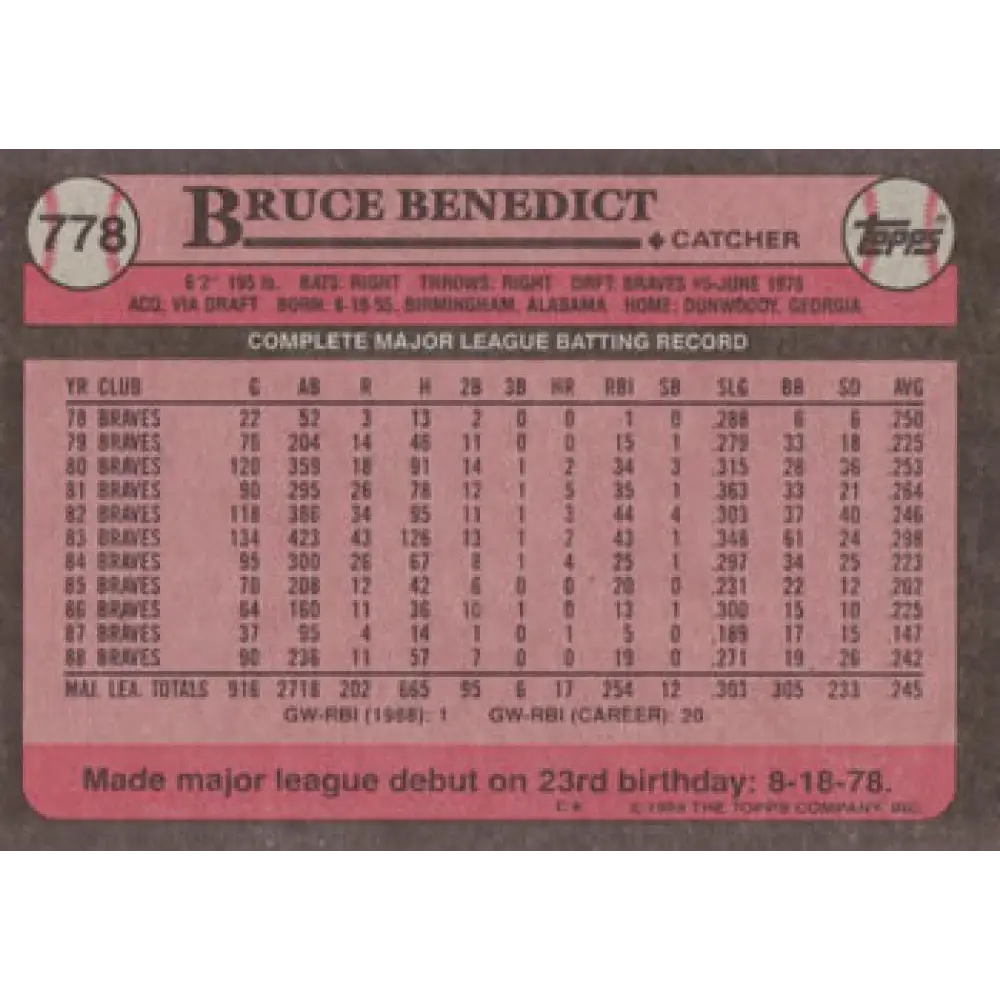 778
BRUCE BENEDICT
♦ CATCHER
TOPPS
6'2" 195 lb. BATS: RIGHT THROWS: RIGHT DRFT: BRAVES #5-JUNE 1976
ACQ. VIA DRAFT BORN: 8-18-55, BIRMINGHAM, ALABAMA HOME: DUNWOODY, GEORGIA
COMPLETE MAJOR LEAGUE BATTING RECORD
YR CLUB G AB R H 2B 3B HR RBI SB SLG BB SO AVG
78 BRAVES 22 52 3 13 2 0 0 1 0 .288 6 6 .250
79 BRAVES 76 204 14 46 11 0 0 15 1 .279 33 18 .225
80 BRAVES 120 359 18 91 14 1 2 34 3 .315 28 36 .253
81 BRAVES 90 295 26 78 12 1 5 35 1 .363 33 21 .264
82 BRAVES 118 386 34 95 11 1 3 44 4 .303 37 40 .246
83 BRAVES 134 423 43 126 13 1 2 43 1 .348 61 24 .298
84 BRAVES 95 300 26 67 8 1 4 25 1 .297 34 25 .223
85 BRAVES 70 208 12 42 6 0 0 20 0 .231 22 12 .202
86 BRAVES 64 160 11 36 10 1 0 13 1 .300 15 10 .225
87 BRAVES 37 95 4 14 1 0 1 5 0 .189 17 15 .147
88 BRAVES 90 236 11 57 7 0 0 19 0 .271 19 26 .242
MAJ. LEA. TOTALS 916 2718 202 665 95 6 17 254 12 .303 305 233 .245
GW-RBI (1988): 1 GW-RBI (CAREER): 20
Made major league debut on 23rd birthday: 8-18-78.
© 1989 THE TOPPS COMPANY, INC.